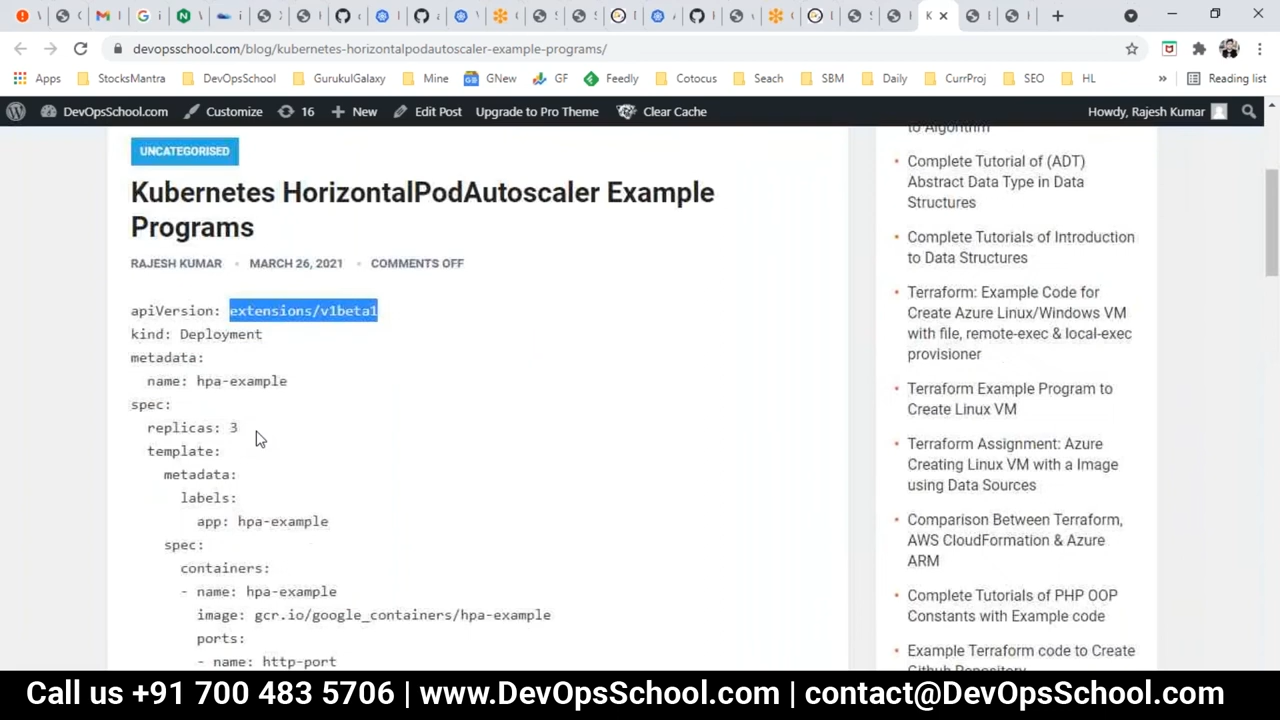 K
devopsschool.com/blog/kubernetes-horizontalpodautoscaler-example-programs/
Apps StocksMantra DevOpsSchool GurukulGalaxy Mine GNew GF Feedly Cotocus Seach SBM Daily CurrProj SEO HL » Reading list
DevOpsSchool.com Customize 16 New Edit Post Upgrade to Pro Theme Clear Cache Howdy, Rajesh Kumar
UNCATEGORISED
Kubernetes HorizontalPodAutoscaler Example
Programs
RAJESH KUMAR • MARCH 26, 2021 • COMMENTS OFF
apiVersion: extensions/v1beta1
kind: Deployment
metadata:
name: hpa-example
spec:
replicas: 3
template:
metadata:
labels:
app: hpa-example
spec:
containers:
- name: hpa-example
image: gcr.io/google_containers/hpa-example
ports:
- name: http-port
to Algorithm
• Complete Tutorial of (ADT)
Abstract Data Type in Data
Structures
• Complete Tutorials of Introduction
to Data Structures
• Terraform: Example Code for
Create Azure Linux/Windows VM
with file, remote-exec & local-exec
provisioner
• Terraform Example Program to
Create Linux VM
• Terraform Assignment: Azure
Creating Linux VM with a Image
using Data Sources
• Comparison Between Terraform,
AWS CloudFormation & Azure
ARM
• Complete Tutorials of PHP OOP
Constants with Example code
• Example Terraform code to Create
Github Repository
Call us +91 700 483 5706 | www.DevOpsSchool.com | contact@DevOpsSchool.com